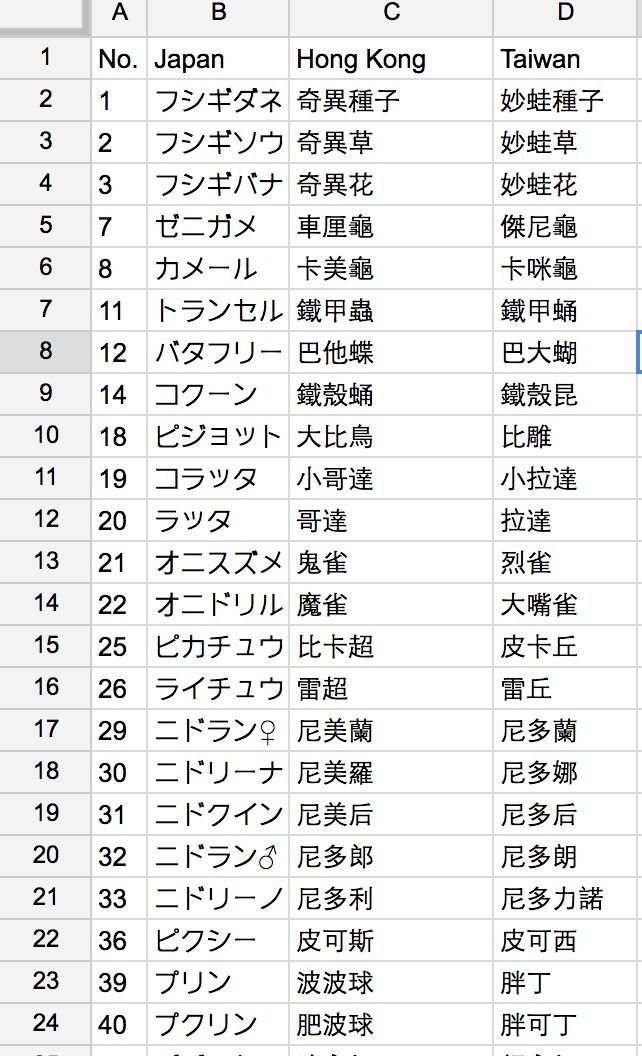 A B C D
1 No. Japan Hong Kong Taiwan
2 1 フシギダネ 奇異種子 妙蛙種子
3 2 フシギソウ 奇異草 妙蛙草
4 3 フシギバナ 奇異花 妙蛙花
5 7 ゼニガメ 車厘龜 傑尼龜
6 8 カメール 卡美龜 卡咪龜
7 11 トランセル 鐵甲蟲 鐵甲蛹
8 12 バタフリー 巴他蝶 巴大蝴
9 14 コクーン 鐵殼蛹 鐵殼昆
10 18 ピジョット 大比鳥 比雕
11 19 コラッタ 小哥達 小拉達
12 20 ラッタ 哥達 拉達
13 21 オニスズメ 鬼雀 烈雀
14 22 オニドリル 魔雀 大嘴雀
15 25 ピカチュウ 比卡超 皮卡丘
16 26 ライチュウ 雷超 雷丘
17 29 ニドラン♀ 尼美蘭 尼多蘭
18 30 ニドリーナ 尼美羅 尼多娜
19 31 ニドクイン 尼美后 尼多后
20 32 ニドラン♂ 尼多郎 尼多朗
21 33 ニドリーノ 尼多利 尼多力諾
22 36 ピクシー 皮可斯 皮可西
23 39 プリン 波波球 胖丁
24 40 プクリン 肥波球 胖可丁